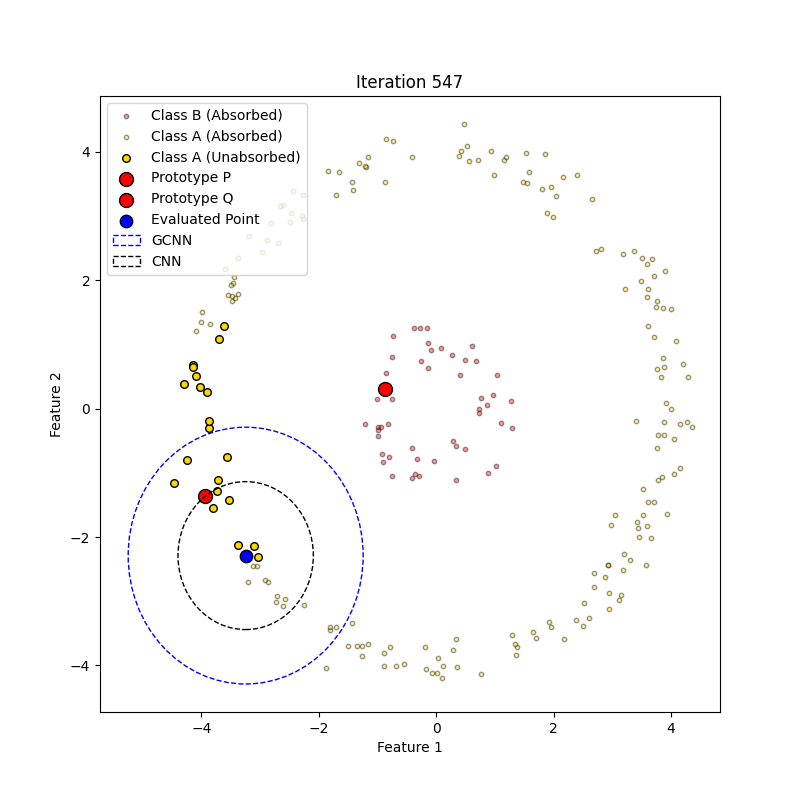 Iteration 547
Class B (Absorbed)
Class A (Absorbed)
Class A (Unabsorbed)
Prototype P
Prototype Q
Evaluated Point
GCNN
CNN
4
2
0
−2
−4
Feature 2
−4
−2
0
2
4
Feature 1